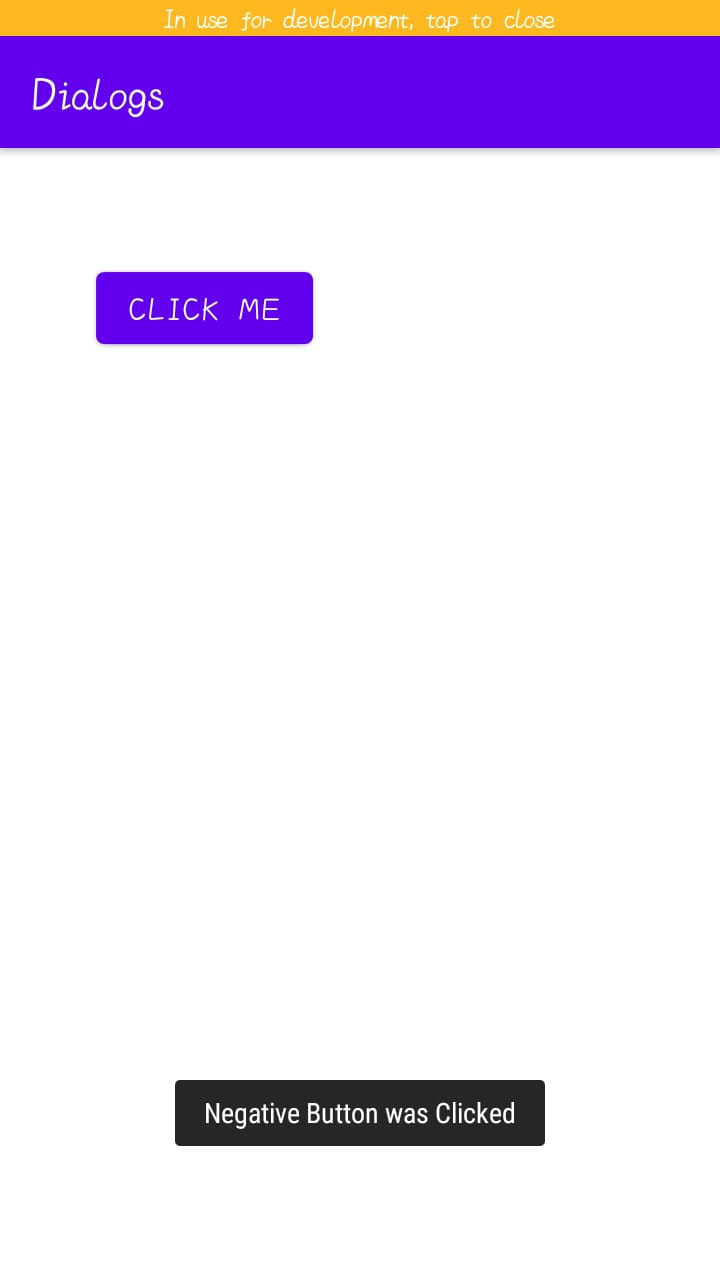 In use for development, tap to close
Dialogs
CLICK ME
Negative Button was Clicked